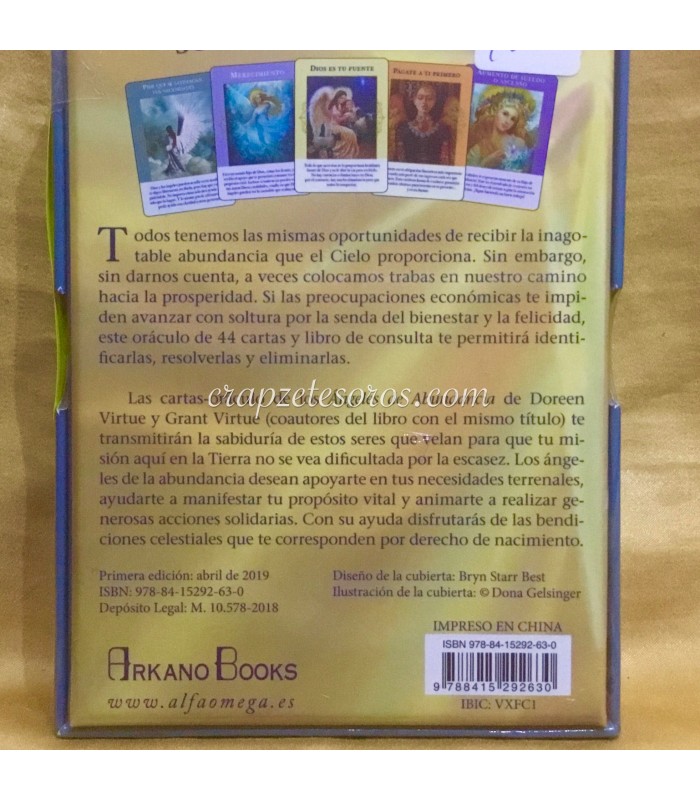 MERECIMIENTO
DIOS ES TU FUENTE
PÁGATE A TI PRIMERO
AUMENTO DE SUELDO
Todos tenemos las mismas oportunidades de recibir la inago-
table abundancia que el Cielo proporciona. Sin embargo,
sin darnos cuenta, a veces colocamos trabas en nuestro camino
hacia la prosperidad. Si las preocupaciones económicas te impi-
den avanzar con soltura por la senda del bienestar y la felicidad,
este oráculo de 44 cartas y libro de consulta te permitirá identi-
ficarlas, resolverlas y eliminarlas.
Las cartas-oráculo de los Ángeles de Abundancia de Doreen
crapzetesoros.com
Virtue y Grant Virtue (coautores del libro con el mismo título) te
transmitirán la sabiduría de estos seres que velan para que tu mi-
sión aquí en la Tierra no se vea dificultada por la escasez. Los ánge-
les de la abundancia desean apoyarte en tus necesidades terrenales,
ayudarte a manifestar tu propósito vital y animarte a realizar ge-
nerosas acciones solidarias. Con su ayuda disfrutarás de las bendi-
ciones celestiales que te corresponden por derecho de nacimiento.
Primera edición: abril de 2019
ISBN: 978-84-15292-63-0
Depósito Legal: M. 10.578-2018
Diseño de la cubierta: Bryn Starr Best
Ilustración de la cubierta: © Dona Gelsinger
IMPRESO EN CHINA
ISBN 978-84-15292-63-0
9 788415 292630
IBIC: VXFC1
ARKANO BOOKS
www.alfaomega.es